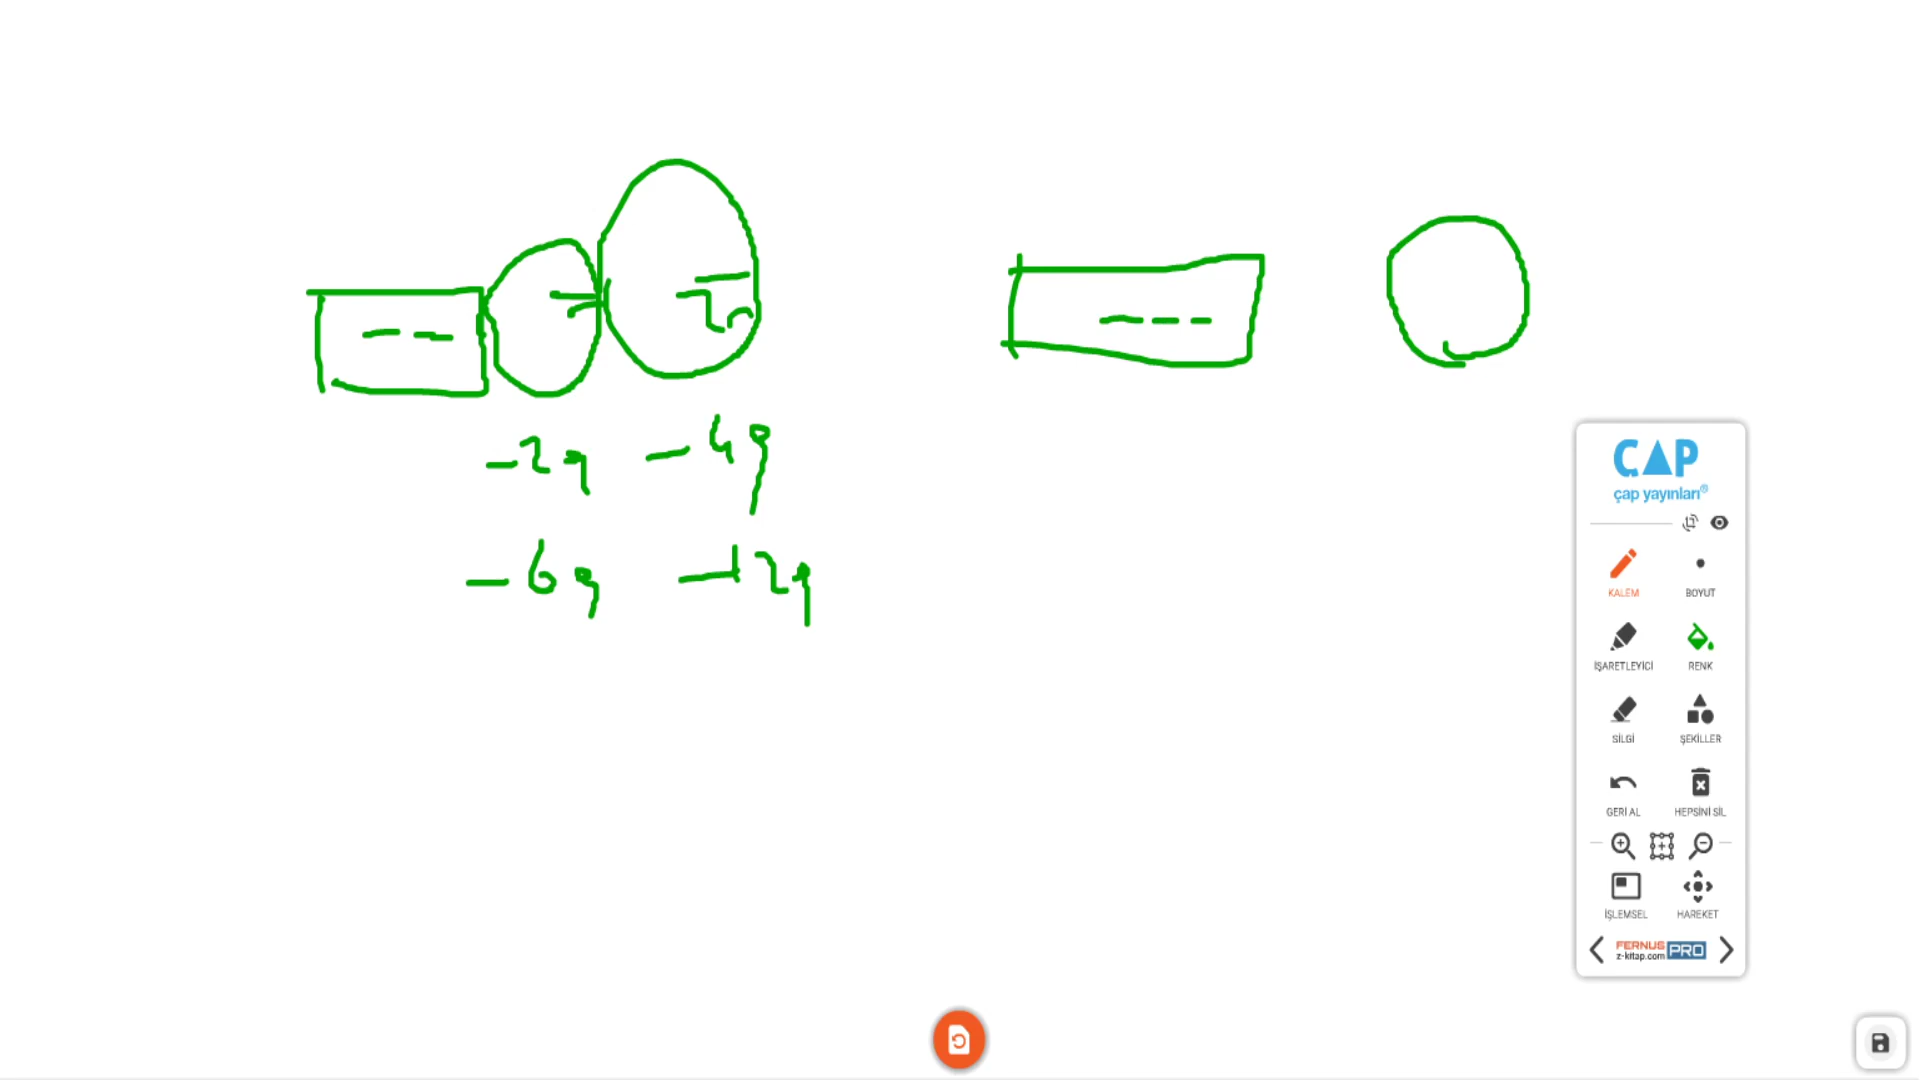 -r -2r
-2q -4q
-6q -12q
ÇAP
çap yayınları®
KALEM BOYUT
İŞARETLEYİCİ RENK
SİLGİ ŞEKİLLER
GERİ AL HEPSİNİ SİL
İŞLEMSEL HAREKET
FERNUS PRO
z-kitap.com